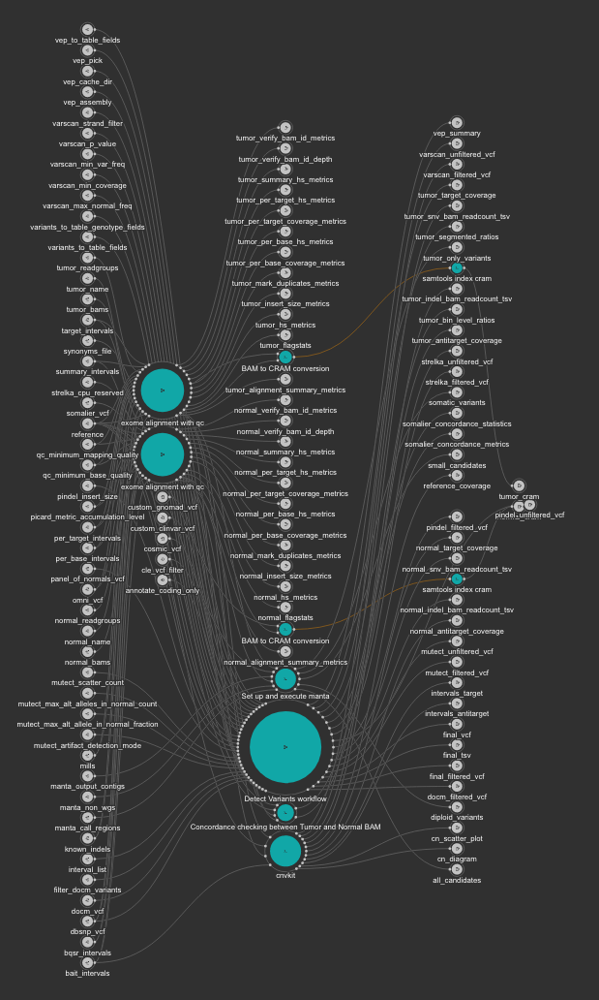 vep_to_table_fields
vep_pick
vep_cache_dir
vep_assembly
varscan_strand_filter
varscan_p_value
varscan_min_var_freq
varscan_min_coverage
varscan_max_normal_freq
variants_to_table_genotype_fields
variants_to_table_fields
tumor_readgroups
tumor_name
tumor_bams
target_intervals
synonyms_file
summary_intervals
strelka_cpu_reserved
somalier_vcf
reference
qc_minimum_mapping_quality
qc_minimum_base_quality
pindel_insert_size
picard_metric_accumulation_level
per_target_intervals
per_base_intervals
panel_of_normals_vcf
omni_vcf
normal_readgroups
normal_name
normal_bams
mutect_scatter_count
mutect_max_alt_alleles_in_normal_count
mutect_max_alt_allele_in_normal_fraction
mutect_artifact_detection_mode
mills
manta_output_contigs
manta_non_wgs
manta_call_regions
known_indels
interval_list
filter_docm_variants
docm_vcf
dbsnp_vcf
bqsr_intervals
bait_intervals
exome alignment with qc
exome alignment with qc
custom_gnomad_vcf
custom_clinvar_vcf
cosmic_vcf
cle_vcf_filter
annotate_coding_only
tumor_verify_bam_id_metrics
tumor_verify_bam_id_depth
tumor_summary_hs_metrics
tumor_per_target_hs_metrics
tumor_per_target_coverage_metrics
tumor_per_base_hs_metrics
tumor_per_base_coverage_metrics
tumor_mark_duplicates_metrics
tumor_insert_size_metrics
tumor_hs_metrics
tumor_flagstats
BAM to CRAM conversion
tumor_alignment_summary_metrics
normal_verify_bam_id_metrics
normal_verify_bam_id_depth
normal_summary_hs_metrics
normal_per_target_hs_metrics
normal_per_target_coverage_metrics
normal_per_base_hs_metrics
normal_per_base_coverage_metrics
normal_mark_duplicates_metrics
normal_insert_size_metrics
normal_hs_metrics
normal_flagstats
BAM to CRAM conversion
normal_alignment_summary_metrics
Set up and execute manta
Detect Variants workflow
Concordance checking between Tumor and Normal BAM
cnvkit
vep_summary
varscan_unfiltered_vcf
varscan_filtered_vcf
tumor_target_coverage
tumor_snv_bam_readcount_tsv
tumor_segmented_ratios
tumor_only_variants
samtools index cram
tumor_indel_bam_readcount_tsv
tumor_bin_level_ratios
tumor_antitarget_coverage
strelka_unfiltered_vcf
strelka_filtered_vcf
somatic_variants
somalier_concordance_statistics
somalier_concordance_metrics
small_candidates
reference_coverage
pindel_filtered_vcf
normal_target_coverage
normal_snv_bam_readcount_tsv
samtools index cram
normal_indel_bam_readcount_tsv
normal_antitarget_coverage
mutect_unfiltered_vcf
mutect_filtered_vcf
intervals_target
intervals_antitarget
final_vcf
final_tsv
final_filtered_vcf
docm_filtered_vcf
diploid_variants
cn_scatter_plot
cn_diagram
all_candidates
tumor_cram
pindel_unfiltered_vcf